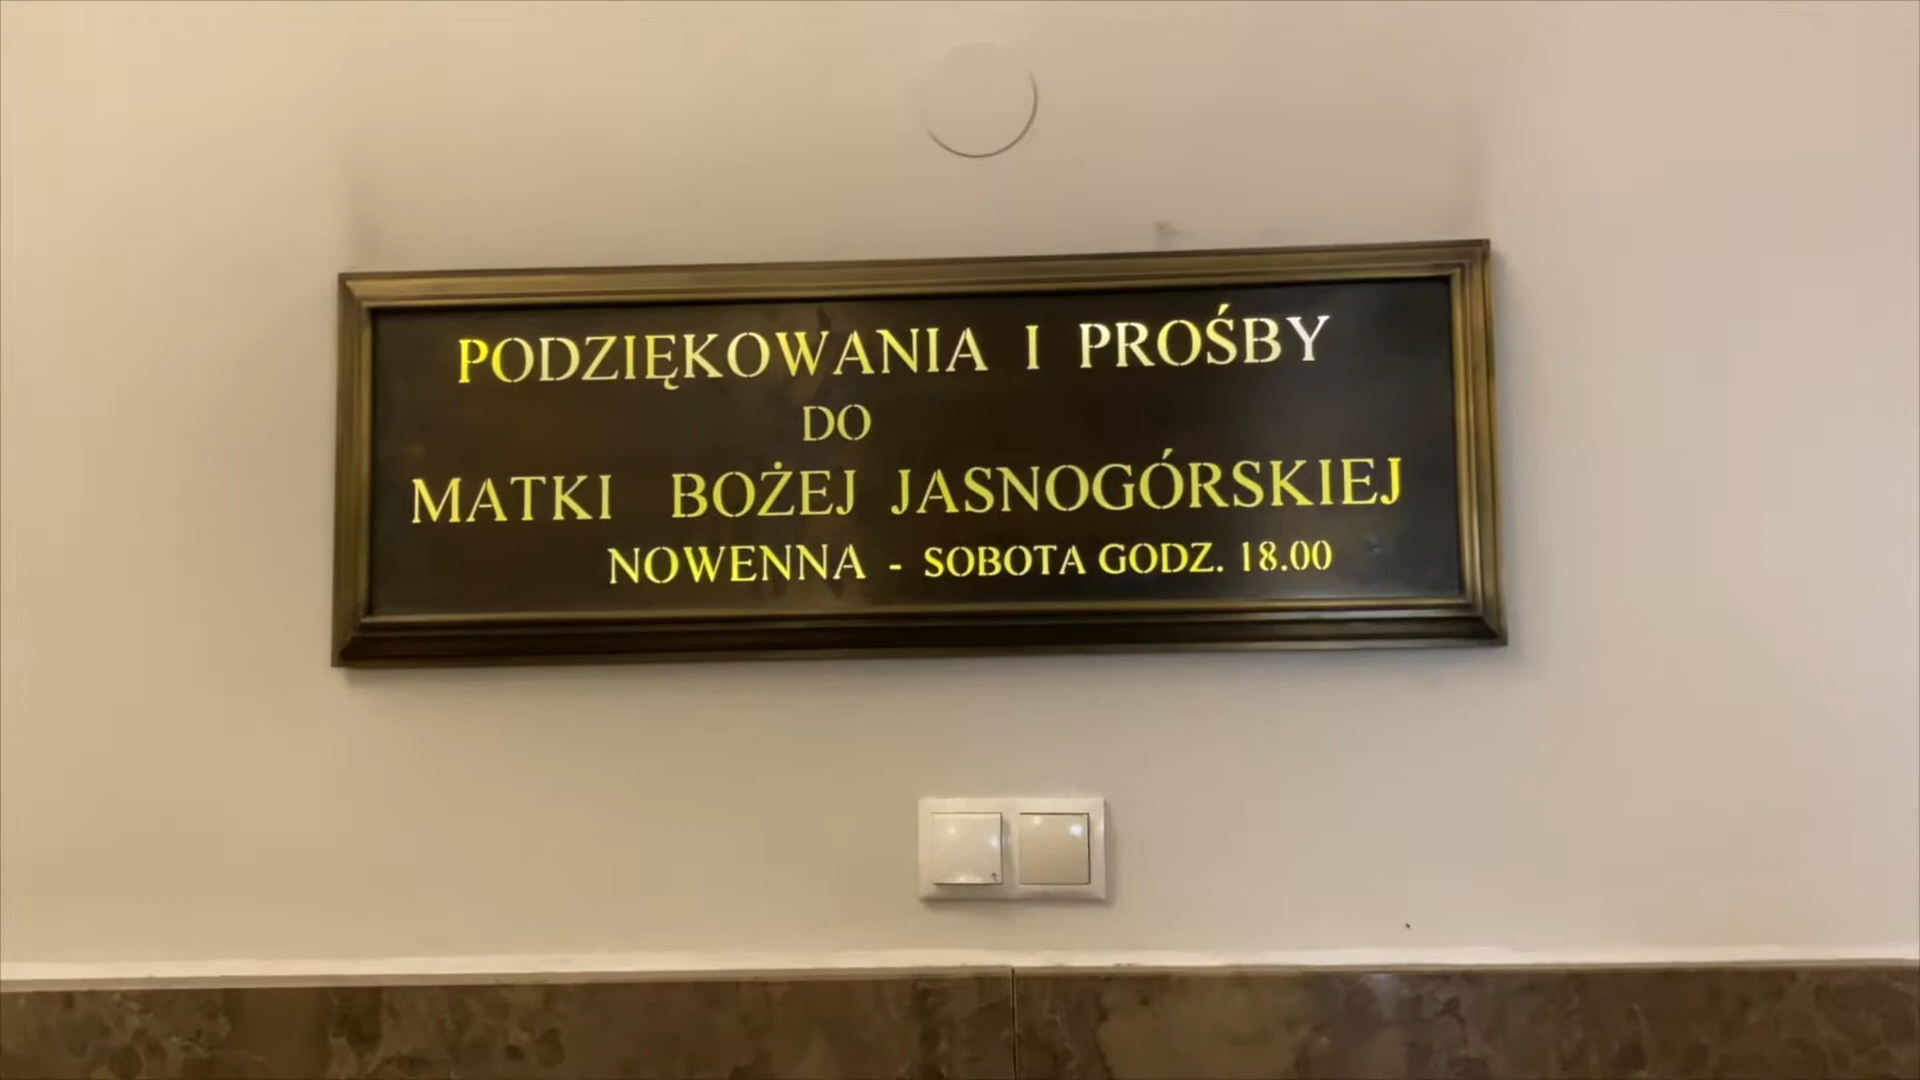 PODZIĘKOWANIA I PROŚBY
DO
MATKI BOŻEJ JASNOGÓRSKIEJ
NOWENNA - SOBOTA GODZ. 18.00